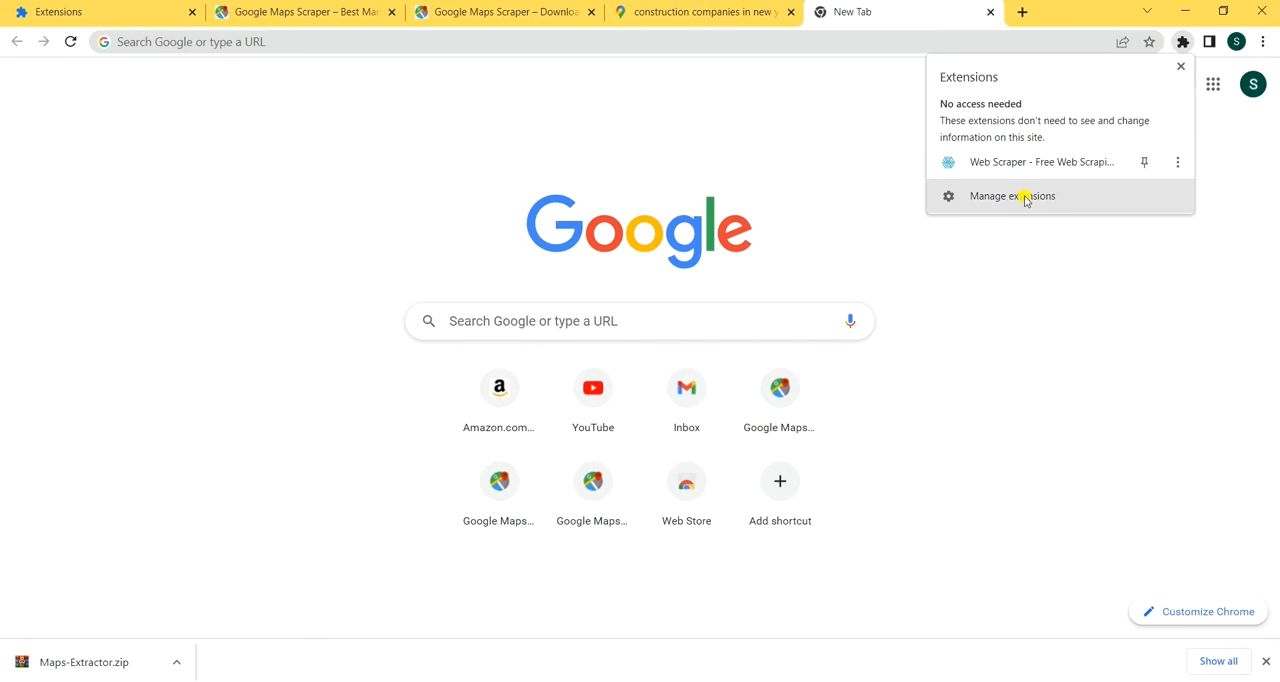 Extensions
Google Maps Scraper – Best Mar
Google Maps Scraper – Downloa
construction companies in new y
New Tab
Search Google or type a URL
S
Extensions
No access needed
These extensions don't need to see and change
information on this site.
Web Scraper - Free Web Scrapi...
Manage extensions
S
Google
Search Google or type a URL
a
Amazon.com...
YouTube
Inbox
Google Maps...
Google Maps...
Google Maps...
Web Store
Add shortcut
Customize Chrome
Maps-Extractor.zip
Show all